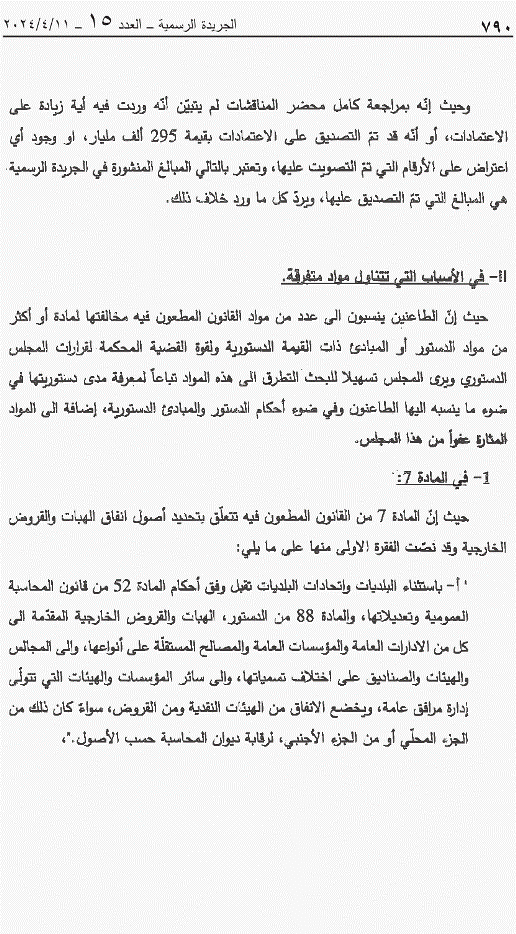 ٧٩٠ الجريدة الرسمية – العدد ١٥ – ٢٠٢٤/٤/١١
وحيث إنّه بمراجعة كامل محضر المناقشات لم يتبيّن أنّه وردت فيه أية زيادة على
الاعتمادات، أو أنّه قد تمّ التصديق على الاعتمادات بقيمة 295 ألف مليار، او وجود أي
اعتراض على الأرقام التي تمّ التصويت عليها، وتعتبر بالتالي المبالغ المنشورة في الجريدة الرسمية
هي المبالغ التي تمّ التصديق عليها، ويردّ كل ما ورد خلاف ذلك.
II- في الأسباب التي تتناول مواد متفرقة.
حيث إنّ الطاعنين ينسبون الى عدد من مواد القانون المطعون فيه مخالفتها لمادة أو أكثر
من مواد الدستور أو المبادئ ذات القيمة الدستورية ولقوة القضية المحكمة لقرارات المجلس
الدستوري ويرى المجلس تسهيلا للبحث التطرق الى هذه المواد تباعاً لمعرفة مدى دستوريتها في
ضوء ما ينسبه اليها الطاعنون وفي ضوء أحكام الدستور والمبادئ الدستورية، إضافة الى المواد
المثارة عفواً من هذا المجلس.
1- في المادة 7:
حيث إنّ المادة 7 من القانون المطعون فيه تتعلّق بتحديد أصول انفاق الهبات والقروض
الخارجية وقد نصّت الفقرة الاولى منها على ما يلي:
" أ- باستثناء البلديات وإتحادات البلديات تقبل وفق أحكام المادة 52 من قانون المحاسبة
العمومية وتعديلاتها، والمادة 88 من الدستور، الهبات والقروض الخارجية المقدّمة الى
كل من الادارات العامة والمؤسسات العامة والمصالح المستقلّة على أنواعها، والى المجالس
والهيئات والصناديق على اختلاف تسمياتها، والى سائر المؤسسات والهيئات التي تتولّى
إدارة مرافق عامة، ويخضع الانفاق من الهبئات النقدية ومن القروض، سواءً كان ذلك من
الجزء المحلّي أو من الجزء الأجنبي، لرقابة ديوان المحاسبة حسب الأصول."،